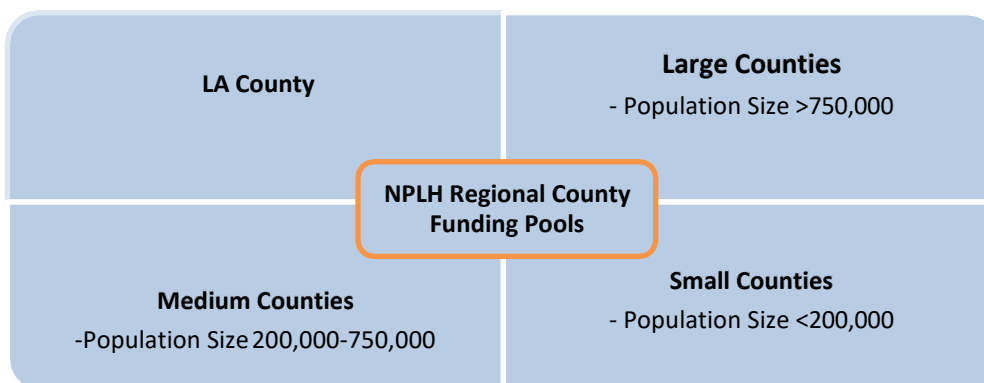 LA County
Large Counties
- Population Size >750,000
NPLH Regional County
Funding Pools
Medium Counties
-Population Size 200,000-750,000
Small Counties
- Population Size <200,000